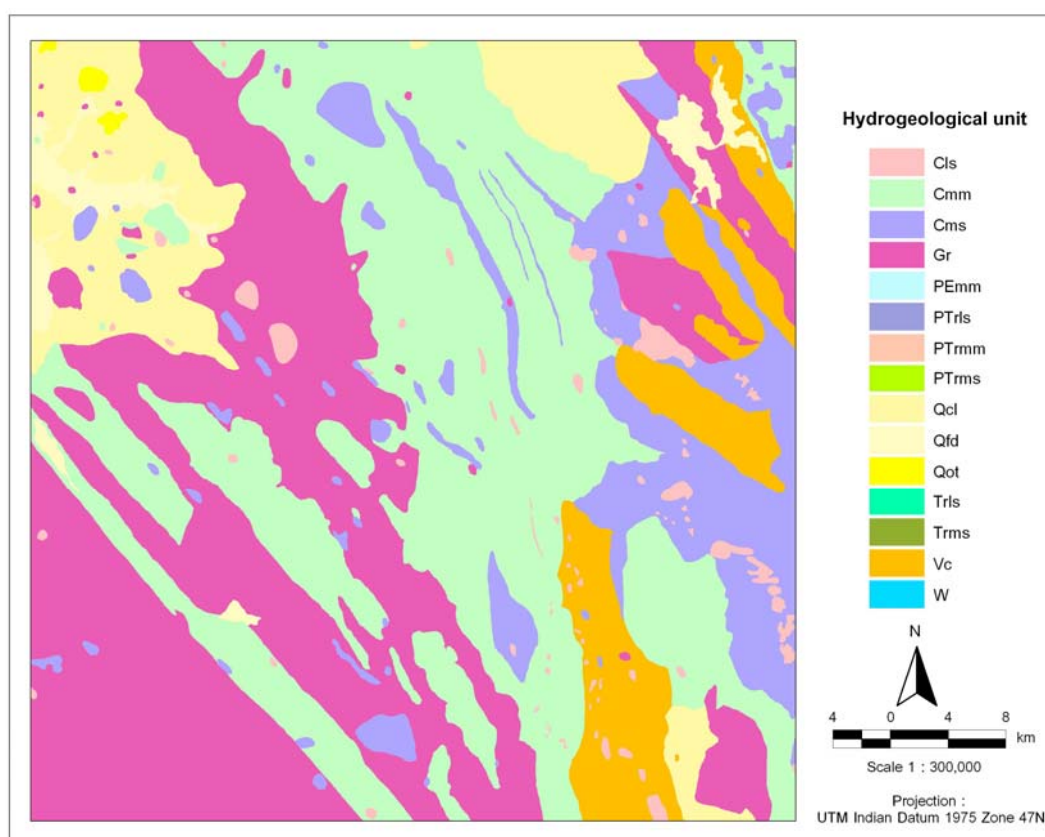 Hydrogeological unit
Cls
Cmm
Cms
Gr
PEmm
PTrls
PTrmm
PTrms
Qcl
Qfd
Qot
Trls
Trms
Vc
W
N
4 0 4 8
km
Scale 1 : 300,000
Projection :
UTM Indian Datum 1975 Zone 47N